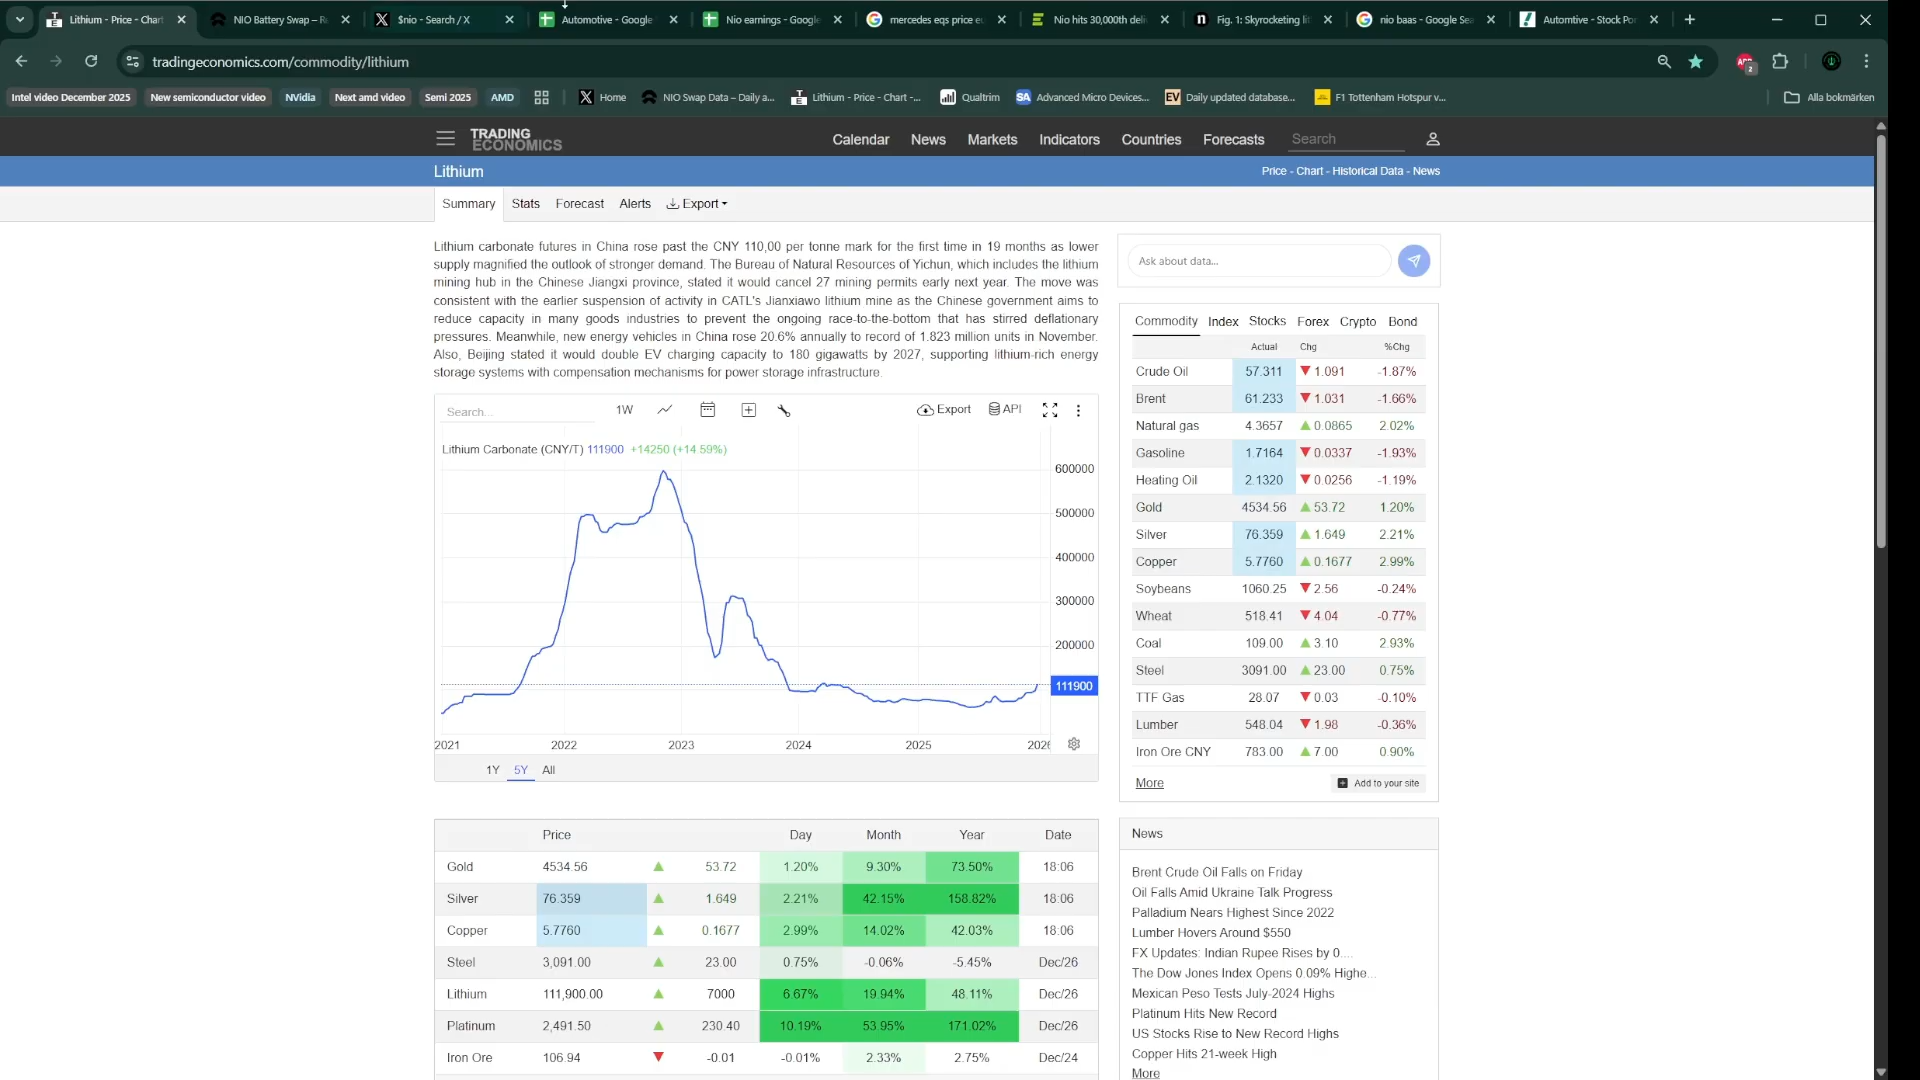 Lithium - Price - Chart
NIO Battery Swap – R
$nio - Search / X
Automotive - Google
Nio earnings - Google
mercedes eqs price eu
Nio hits 30,000th deli
Fig. 1: Skyrocketing lit
nio baas - Google Sea
Automtive - Stock Po
tradingeconomics.com/commodity/lithium
Intel video December 2025
New semiconductor video
NVidia
Next amd video
Semi 2025
AMD
Home
NIO Swap Data – Daily a...
Lithium - Price - Chart -...
Qualtrim
Advanced Micro Devices...
Daily updated database...
F1 Tottenham Hotspur v...
Alla bokmärken
TRADING
ECONOMICS
Calendar News Markets Indicators Countries Forecasts Search
Lithium
Price - Chart - Historical Data - News
Summary Stats Forecast Alerts Export
Lithium carbonate futures in China rose past the CNY 110,00 per tonne mark for the first time in 19 months as lower
supply magnified the outlook of stronger demand. The Bureau of Natural Resources of Yichun, which includes the lithium
mining hub in the Chinese Jiangxi province, stated it would cancel 27 mining permits early next year. The move was
consistent with the earlier suspension of activity in CATL's Jianxiawo lithium mine as the Chinese government aims to
reduce capacity in many goods industries to prevent the ongoing race-to-the-bottom that has stirred deflationary
pressures. Meanwhile, new energy vehicles in China rose 20.6% annually to record of 1.823 million units in November.
Also, Beijing stated it would double EV charging capacity to 180 gigawatts by 2027, supporting lithium-rich energy
storage systems with compensation mechanisms for power storage infrastructure.
Search...
1W
Export
API
Lithium Carbonate (CNY/T) 111900 +14250 (+14.59%)
600000
500000
400000
300000
200000
111900
2021 2022 2023 2024 2025 2026
1Y 5Y All
Price Day Month Year Date
Gold 4534.56 53.72 1.20% 9.30% 73.50% 18:06
Silver 76.359 1.649 2.21% 42.15% 158.82% 18:06
Copper 5.7760 0.1677 2.99% 14.02% 42.03% 18:06
Steel 3,091.00 23.00 0.75% -0.06% -5.45% Dec/26
Lithium 111,900.00 7000 6.67% 19.94% 48.11% Dec/26
Platinum 2,491.50 230.40 10.19% 53.95% 171.02% Dec/26
Iron Ore 106.94 -0.01 -0.01% 2.33% 2.75% Dec/24
Ask about data...
Commodity Index Stocks Forex Crypto Bond
Actual Chg %Chg
Crude Oil 57.311 1.091 -1.87%
Brent 61.233 1.031 -1.66%
Natural gas 4.3657 0.0865 2.02%
Gasoline 1.7164 0.0337 -1.93%
Heating Oil 2.1320 0.0256 -1.19%
Gold 4534.56 53.72 1.20%
Silver 76.359 1.649 2.21%
Copper 5.7760 0.1677 2.99%
Soybeans 1060.25 2.56 -0.24%
Wheat 518.41 4.04 -0.77%
Coal 109.00 3.10 2.93%
Steel 3091.00 23.00 0.75%
TTF Gas 28.07 0.03 -0.10%
Lumber 548.04 1.98 -0.36%
Iron Ore CNY 783.00 7.00 0.90%
More
Add to your site
News
Brent Crude Oil Falls on Friday
Oil Falls Amid Ukraine Talk Progress
Palladium Nears Highest Since 2022
Lumber Hovers Around $550
FX Updates: Indian Rupee Rises by 0....
The Dow Jones Index Opens 0.09% Highe...
Mexican Peso Tests July-2024 Highs
Platinum Hits New Record
US Stocks Rise to New Record Highs
Copper Hits 21-week High
More